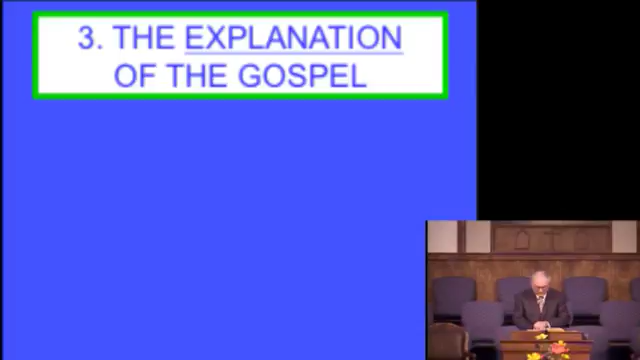 3. THE EXPLANATION
OF THE GOSPEL